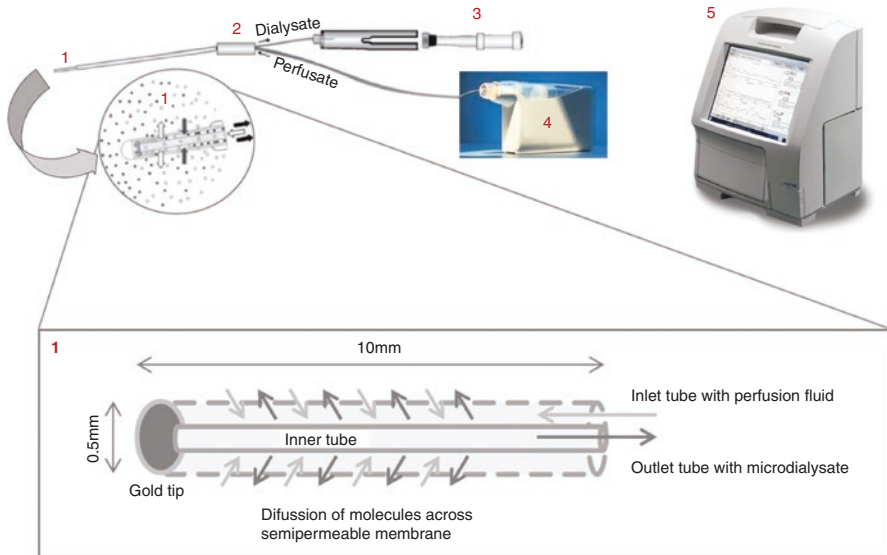 1
2
Dialysate
Perfusate
3
4
5
1
1
10mm
0.5mm
Inner tube
Gold tip
Inlet tube with perfusion fluid
Outlet tube with microdialysate
Difussion of molecules across
semipermeable membrane